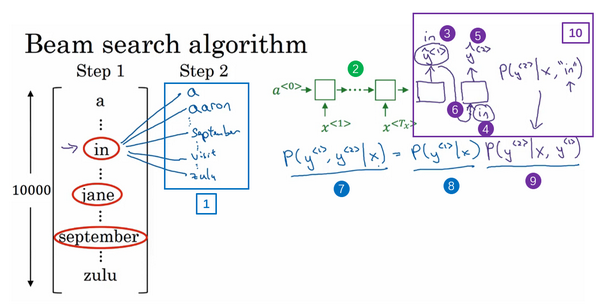 Beam search algorithm
Step 1
Step 2
10000
a
⋮
in
⋮
jane
⋮
september
⋮
zulu
a
aaron
⋮
september
⋮
visit
⋮
zulu
1
2
a<0>
x<1>
x<Tx>
in
3
5
10
ŷ<1>
ŷ<2>
P(y<2>|x,"in")
6
in
4
P(y<1>, y<2>|x) = P(y<1>|x) P(y<2>|x, y<1>)
7
8
9